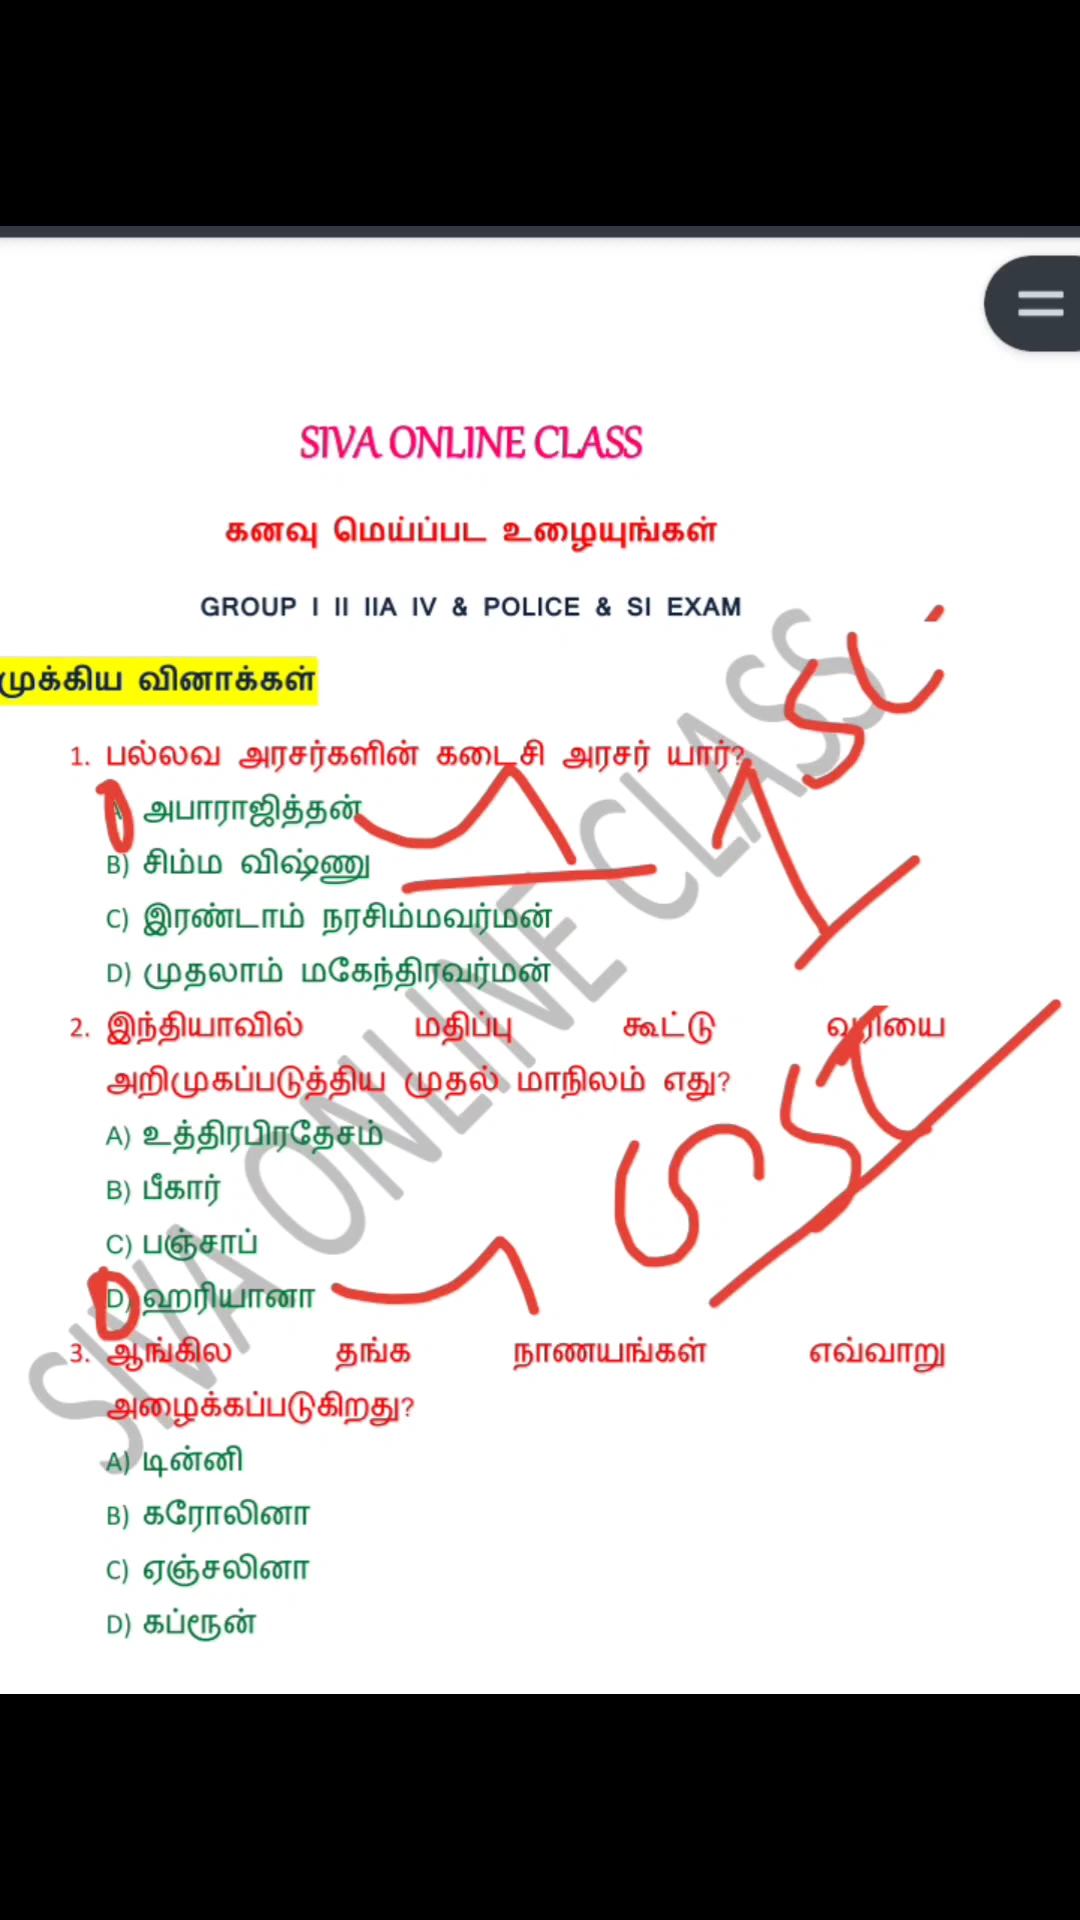 SIVA ONLINE CLASS
கனவு மெய்ப்பட உழையுங்கள்
GROUP I II IIA IV & POLICE & SI EXAM
முக்கிய வினாக்கள்
1. பல்லவ அரசர்களின் கடைசி அரசர் யார்?
அபாராஜித்தன்
B) சிம்ம விஷ்ணு
C) இரண்டாம் நரசிம்மவர்மன்
D) முதலாம் மகேந்திரவர்மன்
2. இந்தியாவில் மதிப்பு கூட்டு வரியை
அறிமுகப்படுத்திய முதல் மாநிலம் எது?
A) உத்திரபிரதேசம்
B) பீகார்
C) பஞ்சாப்
D) ஹரியானா
3. ஆங்கில தங்க நாணயங்கள் எவ்வாறு
அழைக்கப்படுகிறது?
A) டின்னி
B) கரோலினா
C) ஏஞ்சலினா
D) கப்ரூன்
SIVA ONLINE CLASS